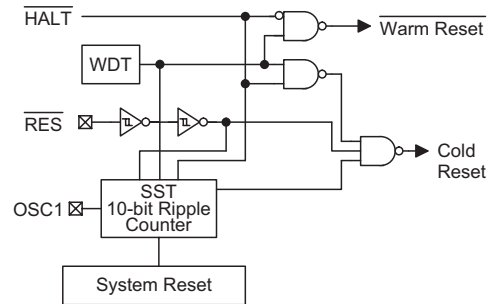 HALT
Warm Reset
WDT
RES
Cold
Reset
SST
10-bit Ripple
Counter
OSC1
System Reset